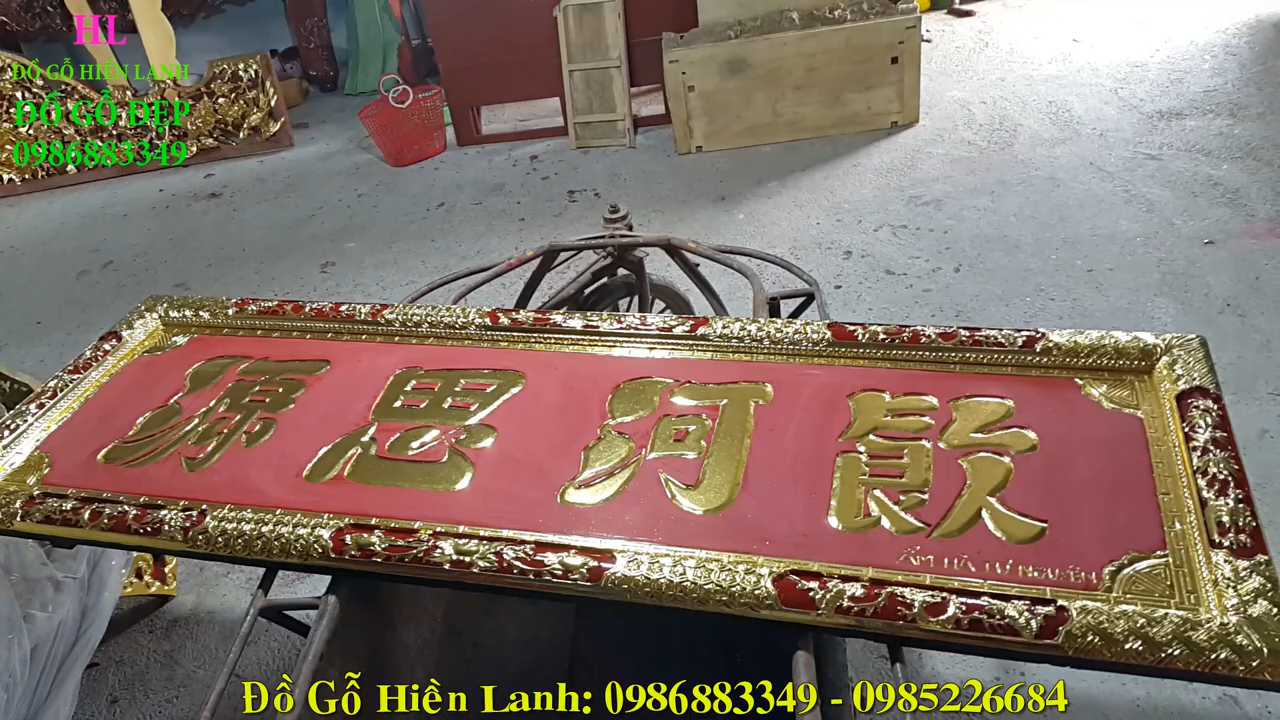 HL
ĐỒ GỖ HIỀN LANH
ĐỒ GỖ ĐẸP
0986883349
源思河飲
ẨM HÀ TƯ NGUYÊN
Đồ Gỗ Hiền Lanh: 0986883349 - 0985226684